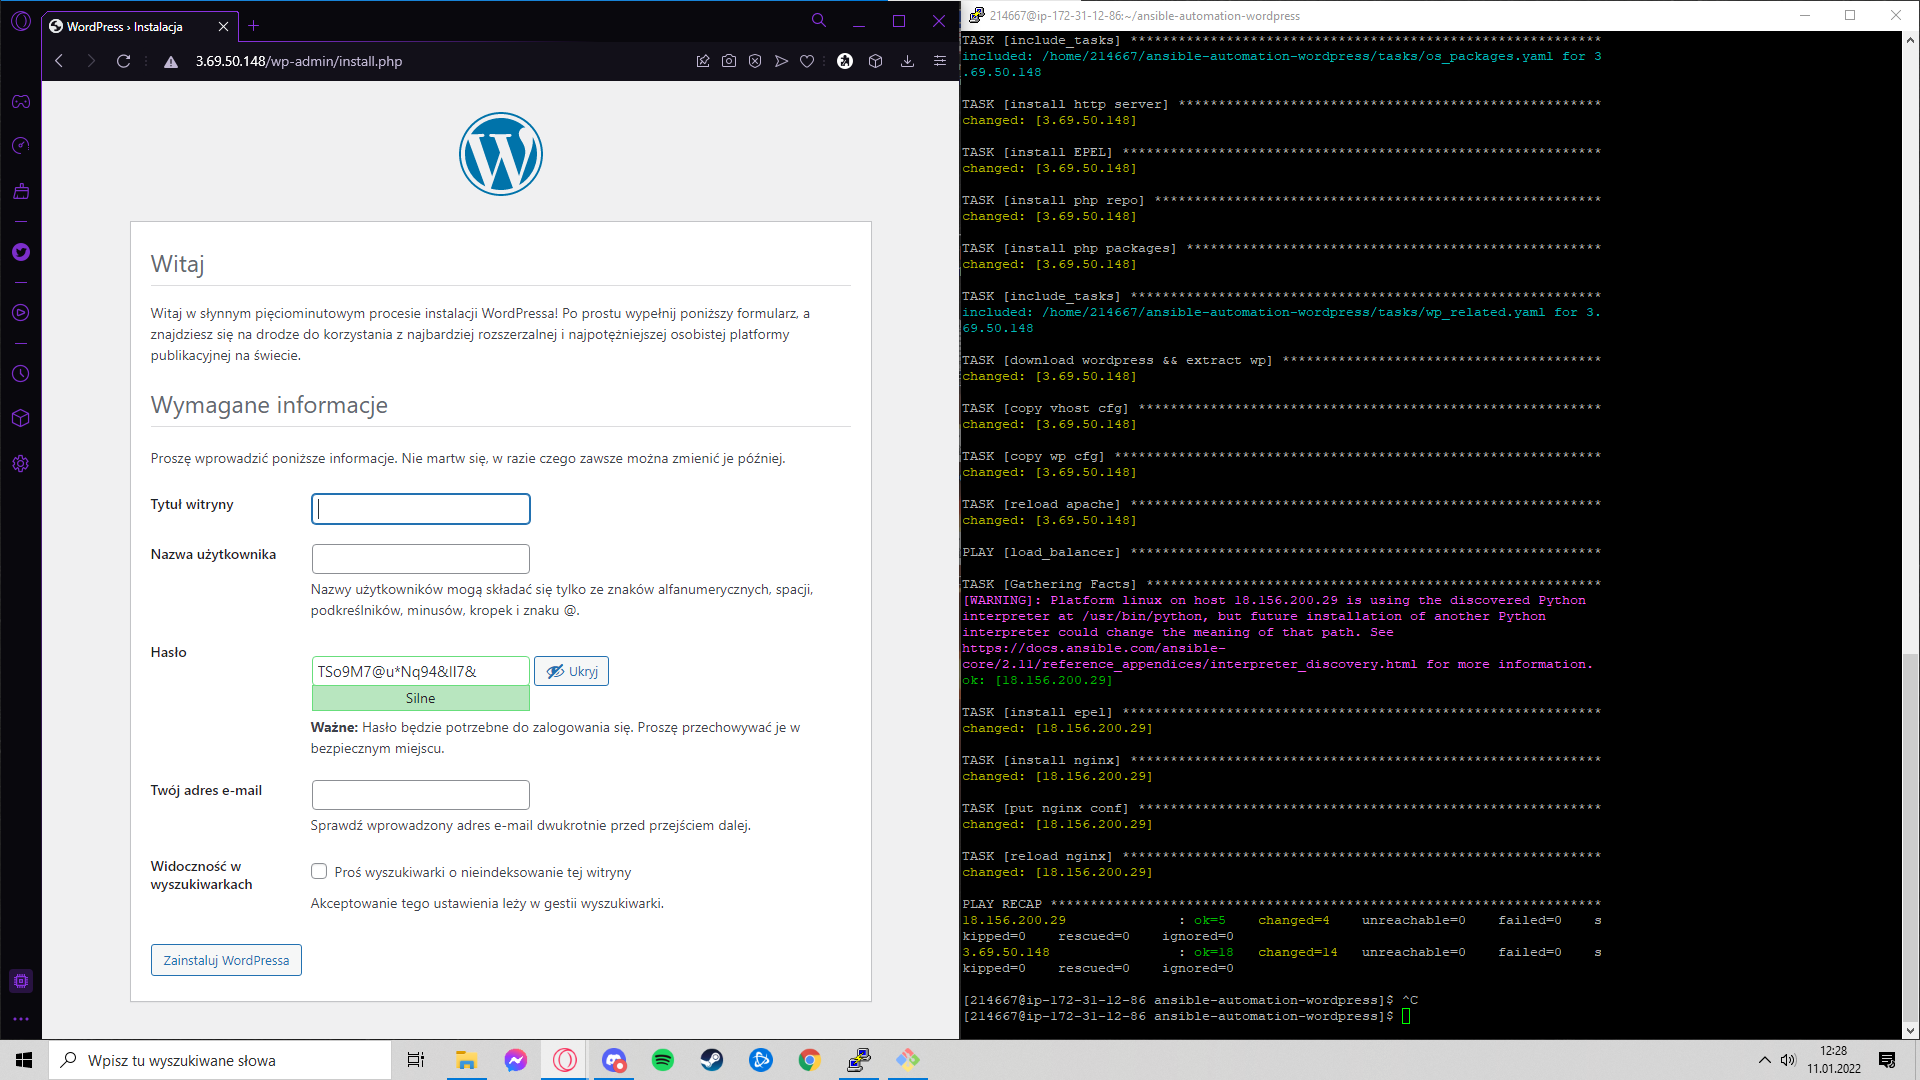 WordPress › Instalacja
3.69.50.148/wp-admin/install.php
Witaj
Witaj w słynnym pięciominutowym procesie instalacji WordPressa! Po prostu wypełnij poniższy formularz, a
znajdziesz się na drodze do korzystania z najbardziej rozszerzalnej i najpotężniejszej osobistej platformy
publikacyjnej na świecie.
Wymagane informacje
Proszę wprowadzić poniższe informacje. Nie martw się, w razie czego zawsze można zmienić je później.
Tytuł witryny
Nazwa użytkownika
Nazwy użytkowników mogą składać się tylko ze znaków alfanumerycznych, spacji,
podkreślników, minusów, kropek i znaku @.
Hasło
TSo9M7@u*Nq94&lI7&
Ukryj
Silne
Ważne: Hasło będzie potrzebne do zalogowania się. Proszę przechowywać je w
bezpiecznym miejscu.
Twój adres e-mail
Sprawdź wprowadzony adres e-mail dwukrotnie przed przejściem dalej.
Widoczność w
wyszukiwarkach
Proś wyszukiwarki o nieindeksowanie tej witryny
Akceptowanie tego ustawienia leży w gestii wyszukiwarki.
Zainstaluj WordPressa
214667@ip-172-31-12-86:~/ansible-automation-wordpress
TASK [include_tasks] ***********************************************************
included: /home/214667/ansible-automation-wordpress/tasks/os_packages.yaml for 3
.69.50.148
TASK [install http server] *****************************************************
changed: [3.69.50.148]
TASK [install EPEL] ************************************************************
changed: [3.69.50.148]
TASK [install php repo] ********************************************************
changed: [3.69.50.148]
TASK [install php packages] ****************************************************
changed: [3.69.50.148]
TASK [include_tasks] ***********************************************************
included: /home/214667/ansible-automation-wordpress/tasks/wp_related.yaml for 3.
69.50.148
TASK [download wordpress && extract wp] ****************************************
changed: [3.69.50.148]
TASK [copy vhost cfg] **********************************************************
changed: [3.69.50.148]
TASK [copy wp cfg] *************************************************************
changed: [3.69.50.148]
TASK [reload apache] ***********************************************************
changed: [3.69.50.148]
PLAY [load_balancer] ***********************************************************
TASK [Gathering Facts] *********************************************************
[WARNING]: Platform linux on host 18.156.200.29 is using the discovered Python
interpreter at /usr/bin/python, but future installation of another Python
interpreter could change the meaning of that path. See
https://docs.ansible.com/ansible-
core/2.11/reference_appendices/interpreter_discovery.html for more information.
ok: [18.156.200.29]
TASK [install epel] ************************************************************
changed: [18.156.200.29]
TASK [install nginx] ***********************************************************
changed: [18.156.200.29]
TASK [put nginx conf] **********************************************************
changed: [18.156.200.29]
TASK [reload nginx] ************************************************************
changed: [18.156.200.29]
PLAY RECAP *********************************************************************
18.156.200.29 : ok=5 changed=4 unreachable=0 failed=0 s
kipped=0 rescued=0 ignored=0
3.69.50.148 : ok=18 changed=14 unreachable=0 failed=0 s
kipped=0 rescued=0 ignored=0
[214667@ip-172-31-12-86 ansible-automation-wordpress]$ ^C
[214667@ip-172-31-12-86 ansible-automation-wordpress]$
Wpisz tu wyszukiwane słowa
12:28
11.01.2022